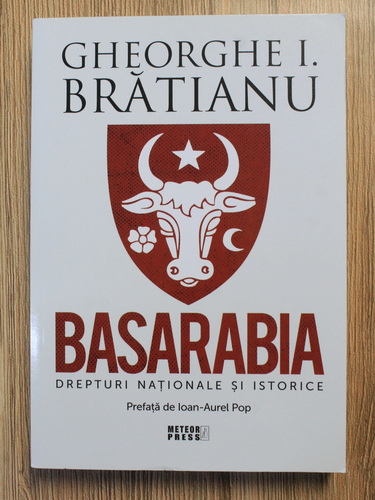 GHEORGHE I.
BRĂTIANU
BASARABIA
DREPTURI NAȚIONALE ȘI ISTORICE
Prefață de Ioan-Aurel Pop
METEOR
PRESS